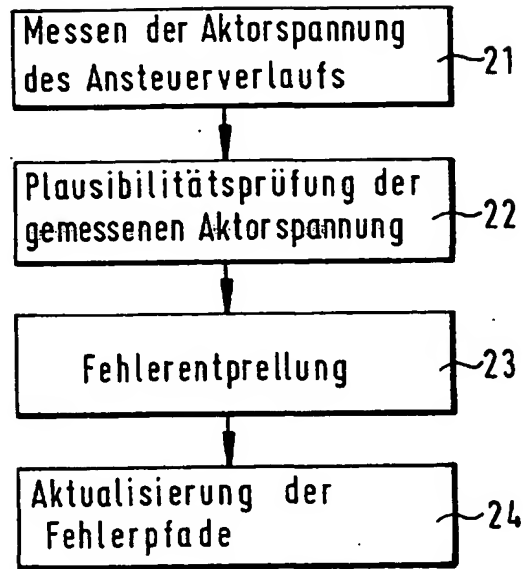 Messen der Aktorspannung
des Ansteuerverlaufs
21
Plausibilitätsprüfung der
gemessenen Aktorspannung
22
Fehlerentprellung
23
Aktualisierung der
Fehlerpfade
24